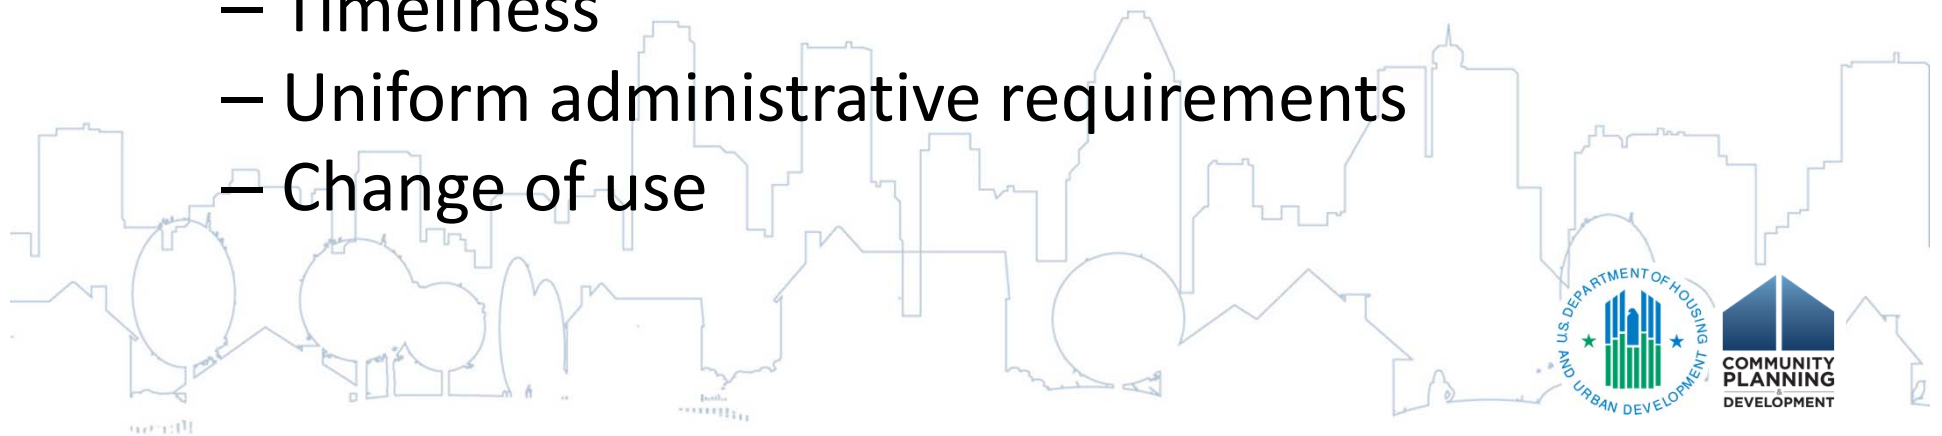 – Timeliness
– Uniform administrative requirements
– Change of use
U.S. DEPARTMENT OF HOUSING
AND URBAN DEVELOPMENT
COMMUNITY
PLANNING
&
DEVELOPMENT